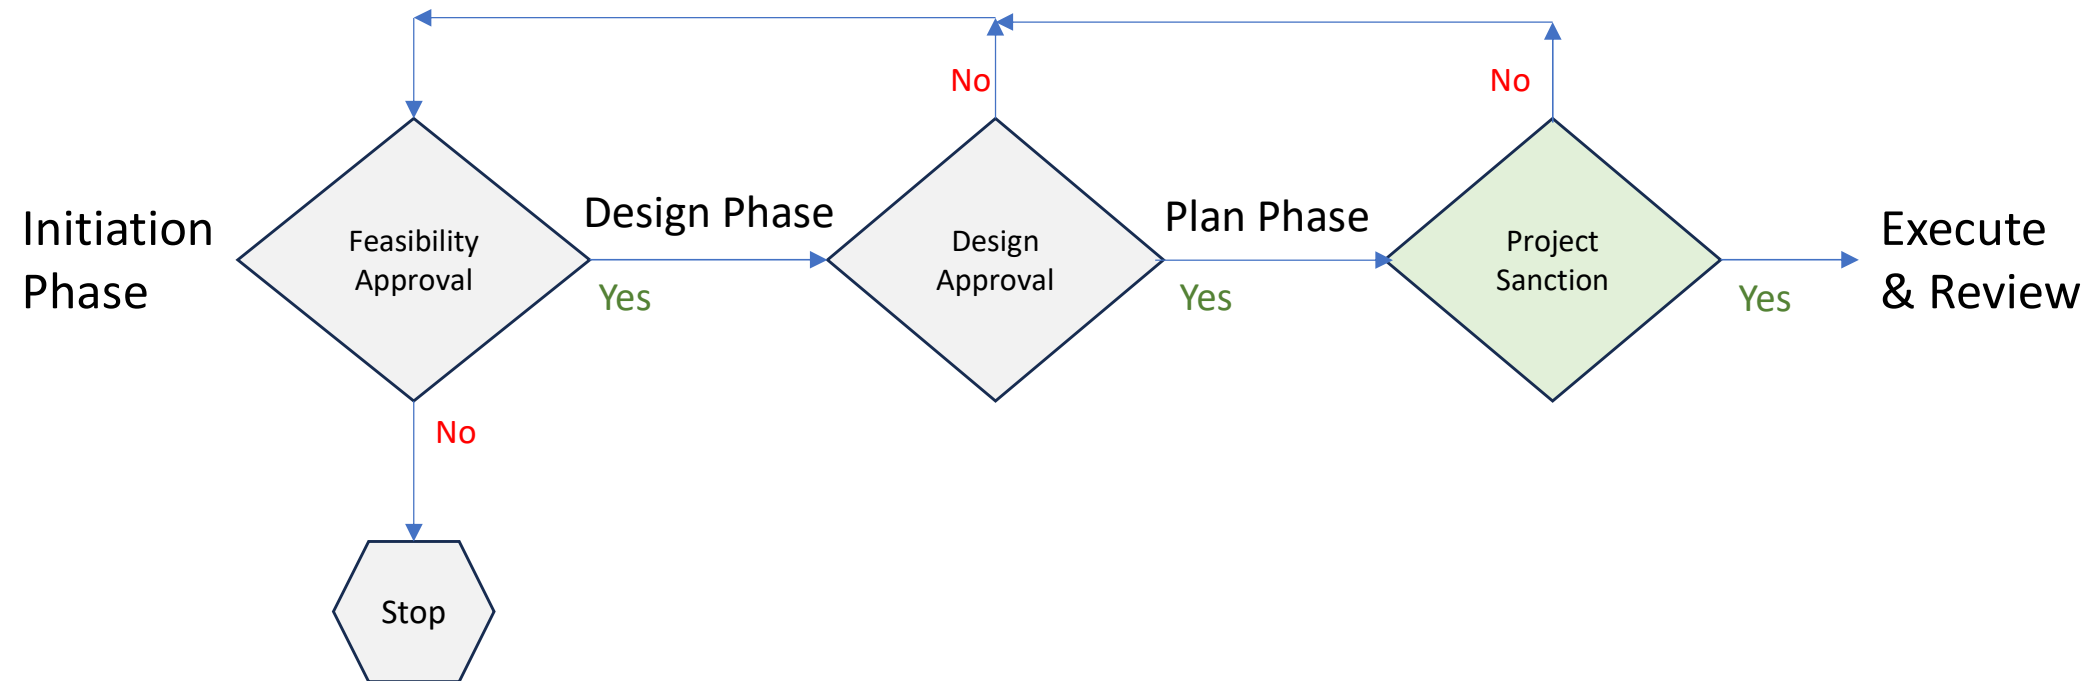 No
No
Initiation
Phase
Feasibility
Approval
Design Phase
Yes
Design
Approval
Plan Phase
Yes
Project
Sanction
Yes
Execute
& Review
No
Stop